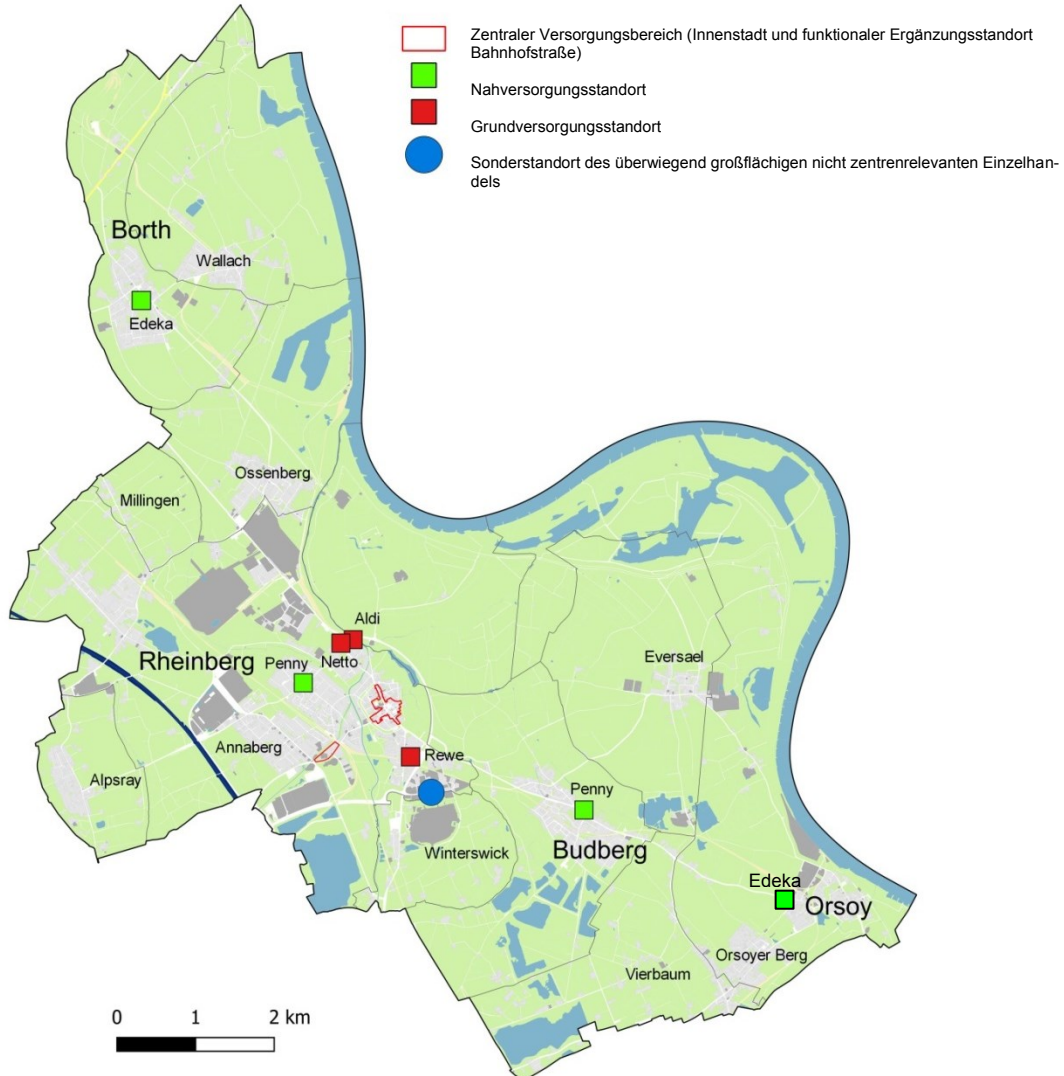 Zentraler Versorgungsbereich (Innenstadt und funktionaler Ergänzungsstandort
Bahnhofstraße)
Nahversorgungsstandort
Grundversorgungsstandort
Sonderstandort des überwiegend großflächigen nicht zentrenrelevanten Einzelhan-
dels
Borth
Wallach
Edeka
Ossenberg
Millingen
Aldi
Netto
Rheinberg
Penny
Eversael
Annaberg
Rewe
Alpsray
Penny
Winterswick
Budberg
Edeka
Orsoy
Orsoyer Berg
Vierbaum
0 1 2 km